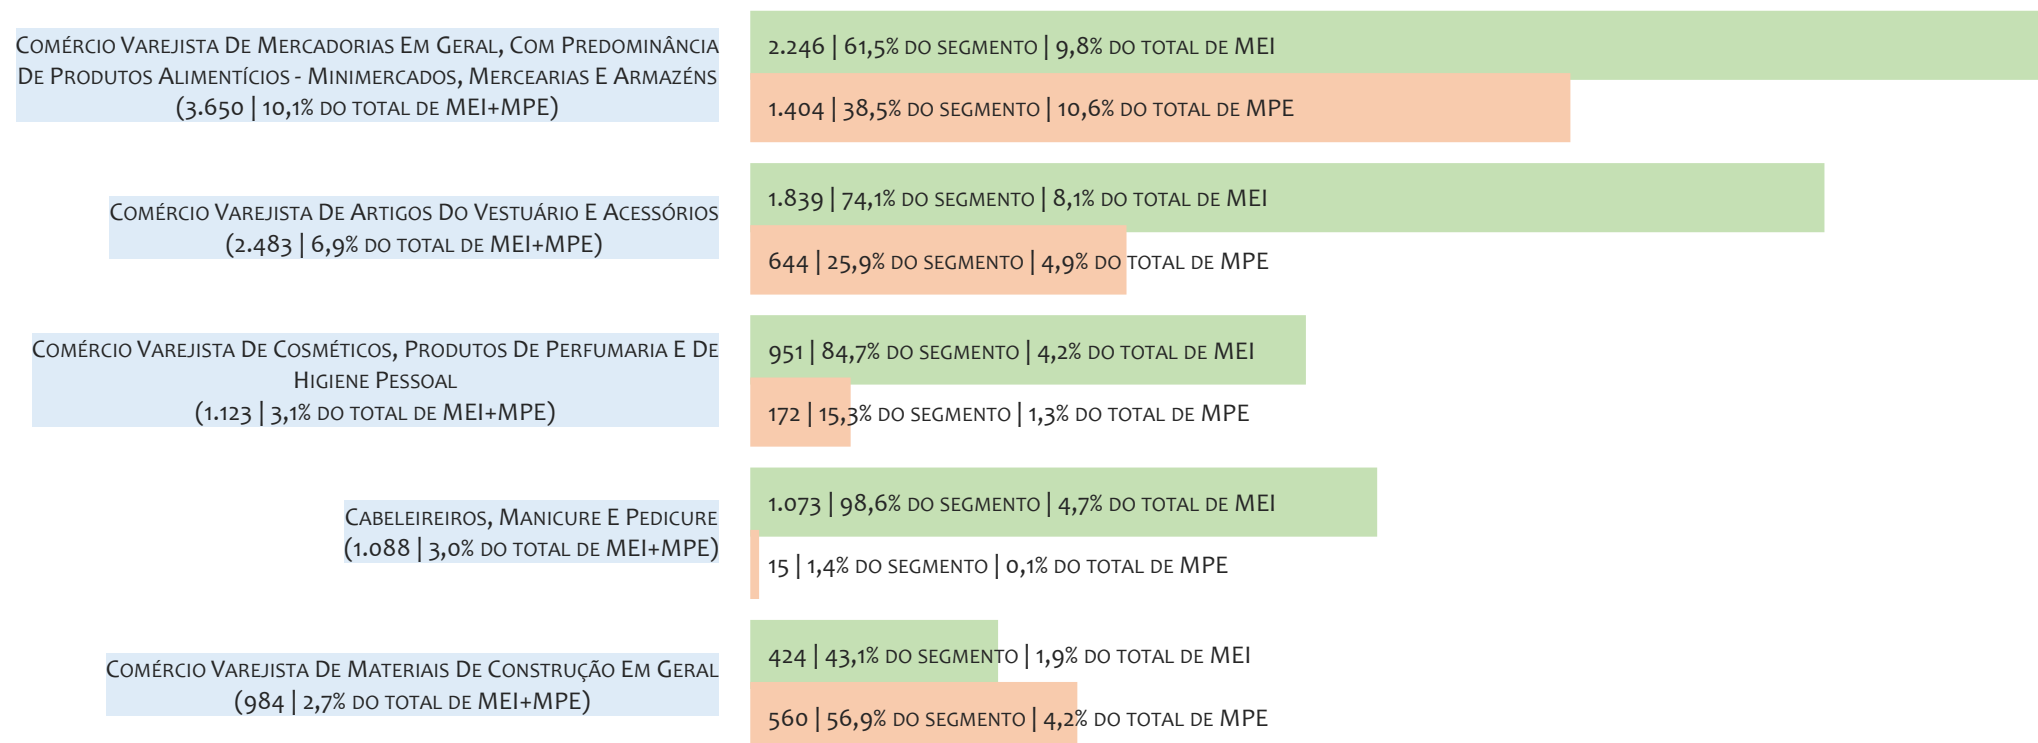 Comércio Varejista De Mercadorias Em Geral, Com Predominância
De Produtos Alimentícios - Minimercados, Mercearias E Armazéns
(3.650 | 10,1% do total de MEI+MPE)
2.246 | 61,5% do segmento | 9,8% do total de MEI
1.404 | 38,5% do segmento | 10,6% do total de MPE
Comércio Varejista De Artigos Do Vestuário E Acessórios
(2.483 | 6,9% do total de MEI+MPE)
1.839 | 74,1% do segmento | 8,1% do total de MEI
644 | 25,9% do segmento | 4,9% do total de MPE
Comércio Varejista De Cosméticos, Produtos De Perfumaria E De
Higiene Pessoal
(1.123 | 3,1% do total de MEI+MPE)
951 | 84,7% do segmento | 4,2% do total de MEI
172 | 15,3% do segmento | 1,3% do total de MPE
Cabeleireiros, Manicure E Pedicure
(1.088 | 3,0% do total de MEI+MPE)
1.073 | 98,6% do segmento | 4,7% do total de MEI
15 | 1,4% do segmento | 0,1% do total de MPE
Comércio Varejista De Materiais De Construção Em Geral
(984 | 2,7% do total de MEI+MPE)
424 | 43,1% do segmento | 1,9% do total de MEI
560 | 56,9% do segmento | 4,2% do total de MPE